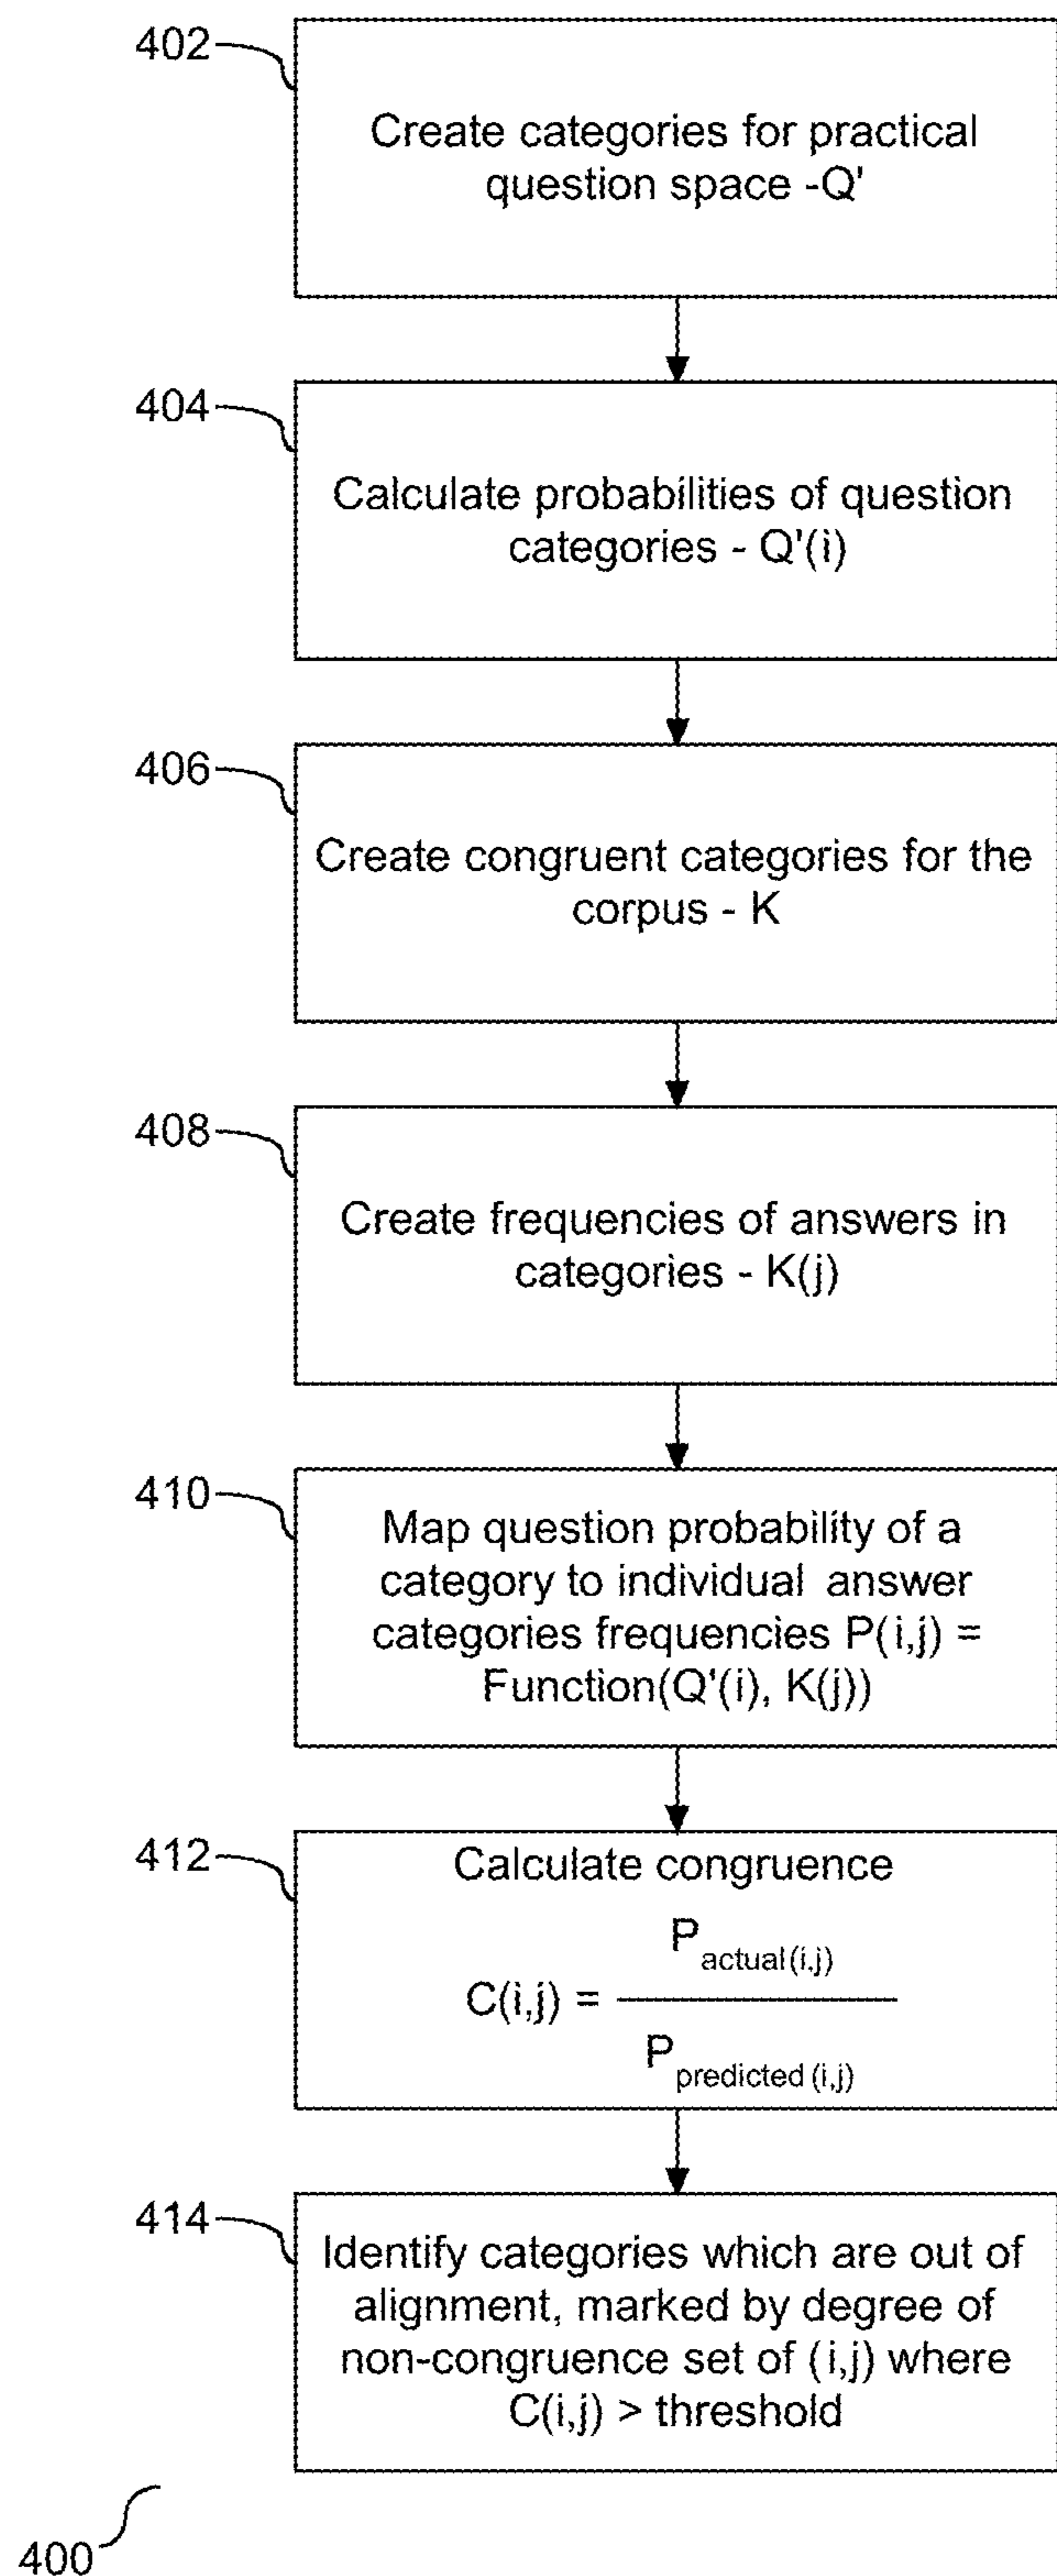 402
Create categories for practical
question space -Q'
404
Calculate probabilities of question
categories - Q'(i)
406
Create congruent categories for the
corpus - K
408
Create frequencies of answers in
categories - K(j)
410
Map question probability of a
category to individual answer
categories frequencies P(i,j) =
Function(Q'(i), K(j))
412
Calculate congruence
P actual(i,j)
C(i,j) =
P predicted (i,j)
414
Identify categories which are out of
alignment, marked by degree of
non-congruence set of (i,j) where
C(i,j) > threshold
400